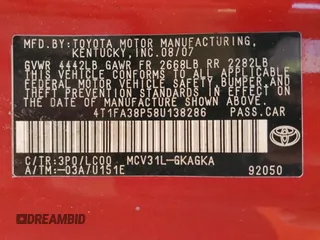 MFD.BY:TOYOTA MOTOR MANUFACTURING,
KENTUCKY,INC.08/07
GVWR 4442LB GAWR FR 2668LB RR 2282LB
THIS VEHICLE CONFORMS TO ALL APPLICABLE
FEDERAL MOTOR VEHICLE SAFETY, BUMPER,
AND THEFT PREVENTION STANDARDS IN
EFFECT ON THE DATE OF MANUFACTURE
SHOWN ABOVE.
4T1FA38P58U138286 PASS.CAR
C/TR:3P0/LC00 MCV31L-GKAGKA
A/TM:-03A/U151E 92050
DREAMBID
TOYOTA